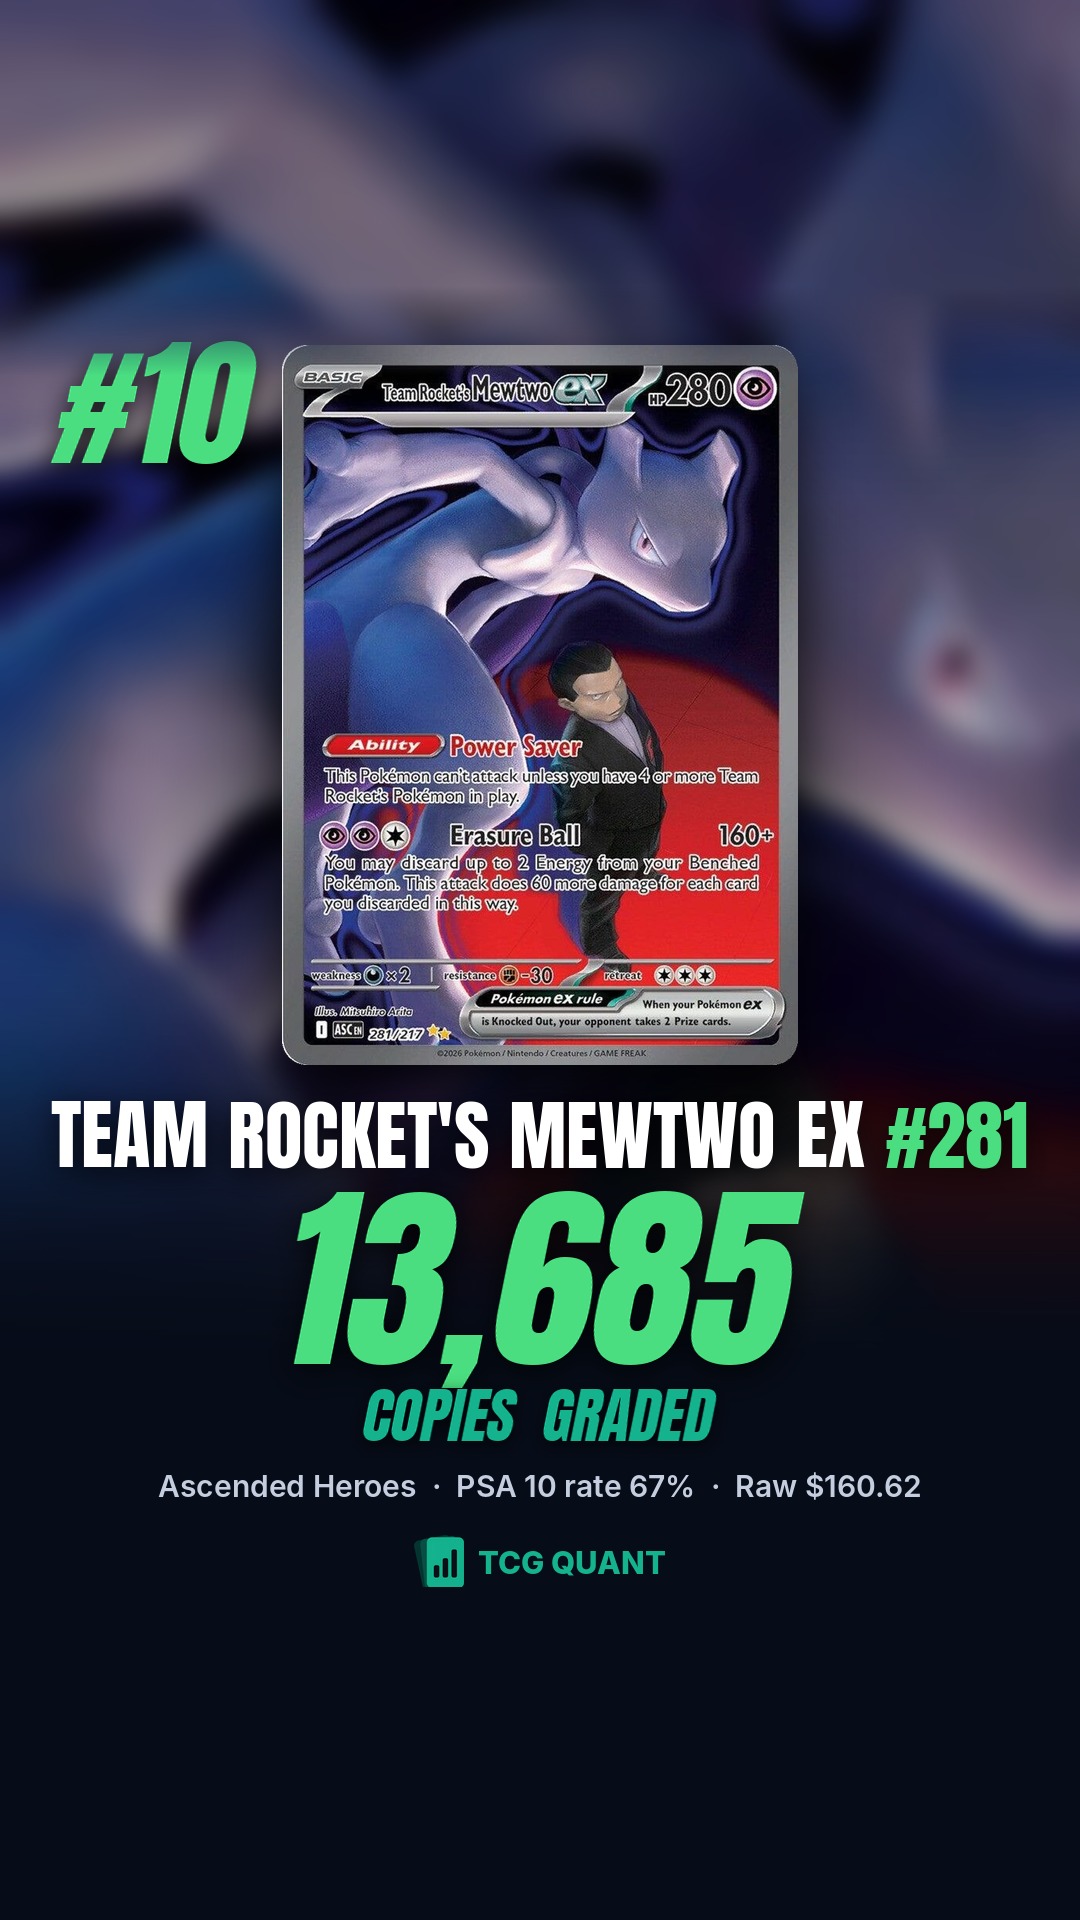 #10
BASIC
Team Rocket's Mewtwo ex HP 280
Ability Power Saver
This Pokémon can't attack unless you have 4 or more Team
Rocket's Pokémon in play.
Erasure Ball 160+
You may discard up to 2 Energy from your Benched
Pokémon. This attack does 60 more damage for each card
you discarded in this way.
weakness ×2 resistance -30 retreat
Illus. Mitsuhiro Arita
Pokémon ex rule When your Pokémon ex
is Knocked Out, your opponent takes 2 Prize cards.
I ASC EN 281/217
©2026 Pokémon / Nintendo / Creatures / GAME FREAK
TEAM ROCKET'S MEWTWO EX #281
13,685
COPIES GRADED
Ascended Heroes · PSA 10 rate 67% · Raw $160.62
TCG QUANT